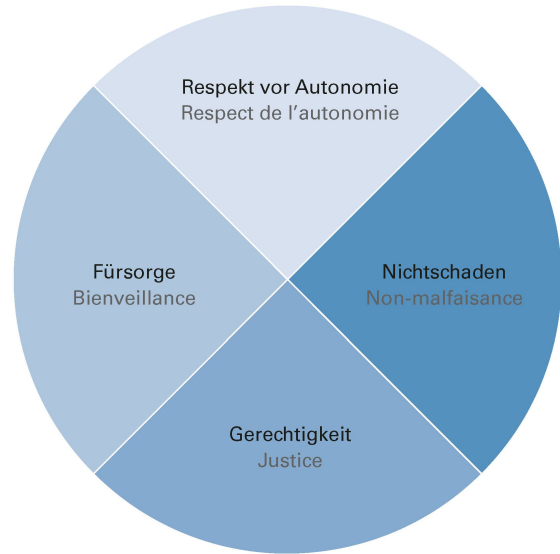 Respekt vor Autonomie
Respect de l’autonomie
Fürsorge
Bienveillance
Nichtschaden
Non-malfaisance
Gerechtigkeit
Justice